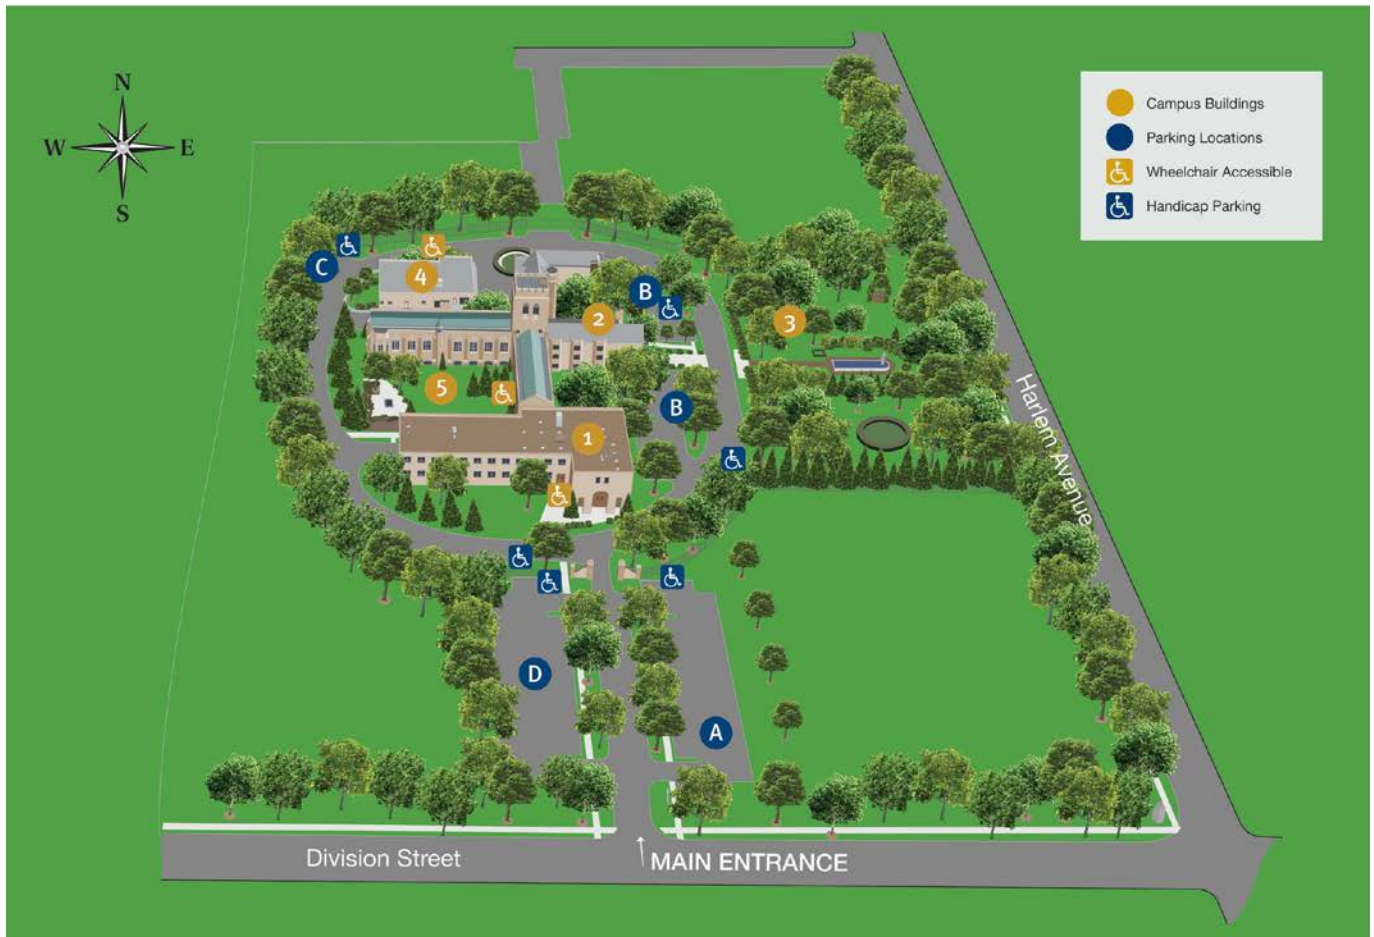 N
W E
S
Campus Buildings
Parking Locations
Wheelchair Accessible
Handicap Parking
C
4
B
2
3
5
B
1
Harlem Avenue
D
A
Division Street
MAIN ENTRANCE